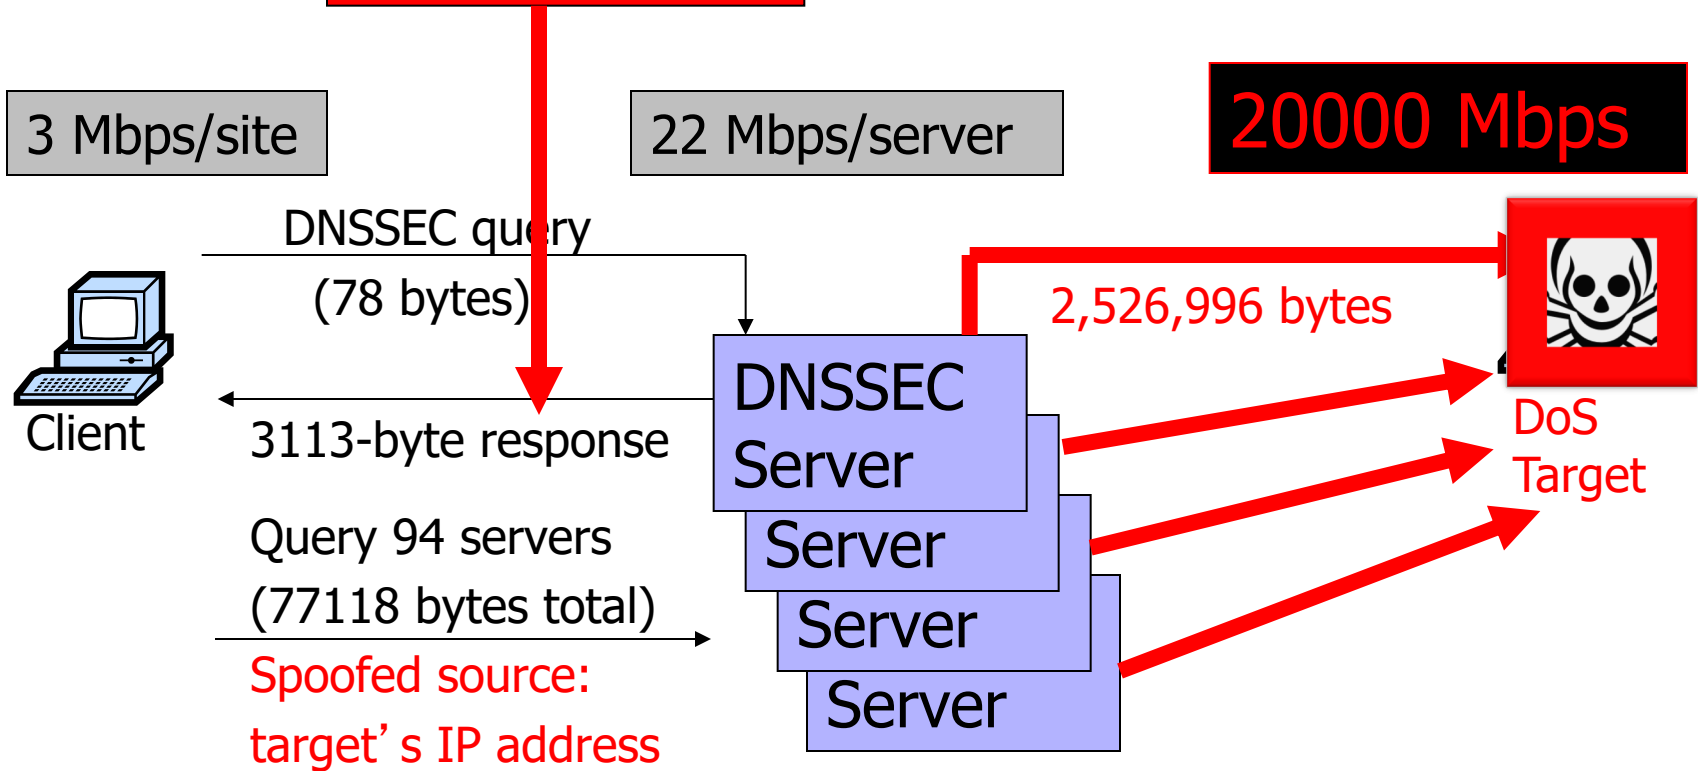 3 Mbps/site
22 Mbps/server
20000 Mbps
DNSSEC query
(78 bytes)
2,526,996 bytes
Client
3113-byte response
DNSSEC
Server
DoS
Target
Query 94 servers
(77118 bytes total)
Server
Server
Spoofed source:
target’s IP address
Server